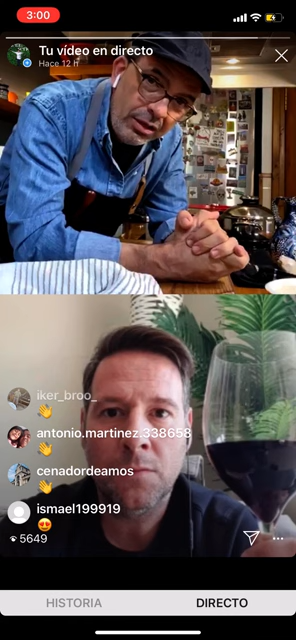 3:00
Tu vídeo en directo
Hace 12 h
iker_broo_
👏
antonio.martinez.338658
👏
cenadordeamos
👏
ismael199919
😍
5649
HISTORIA
DIRECTO